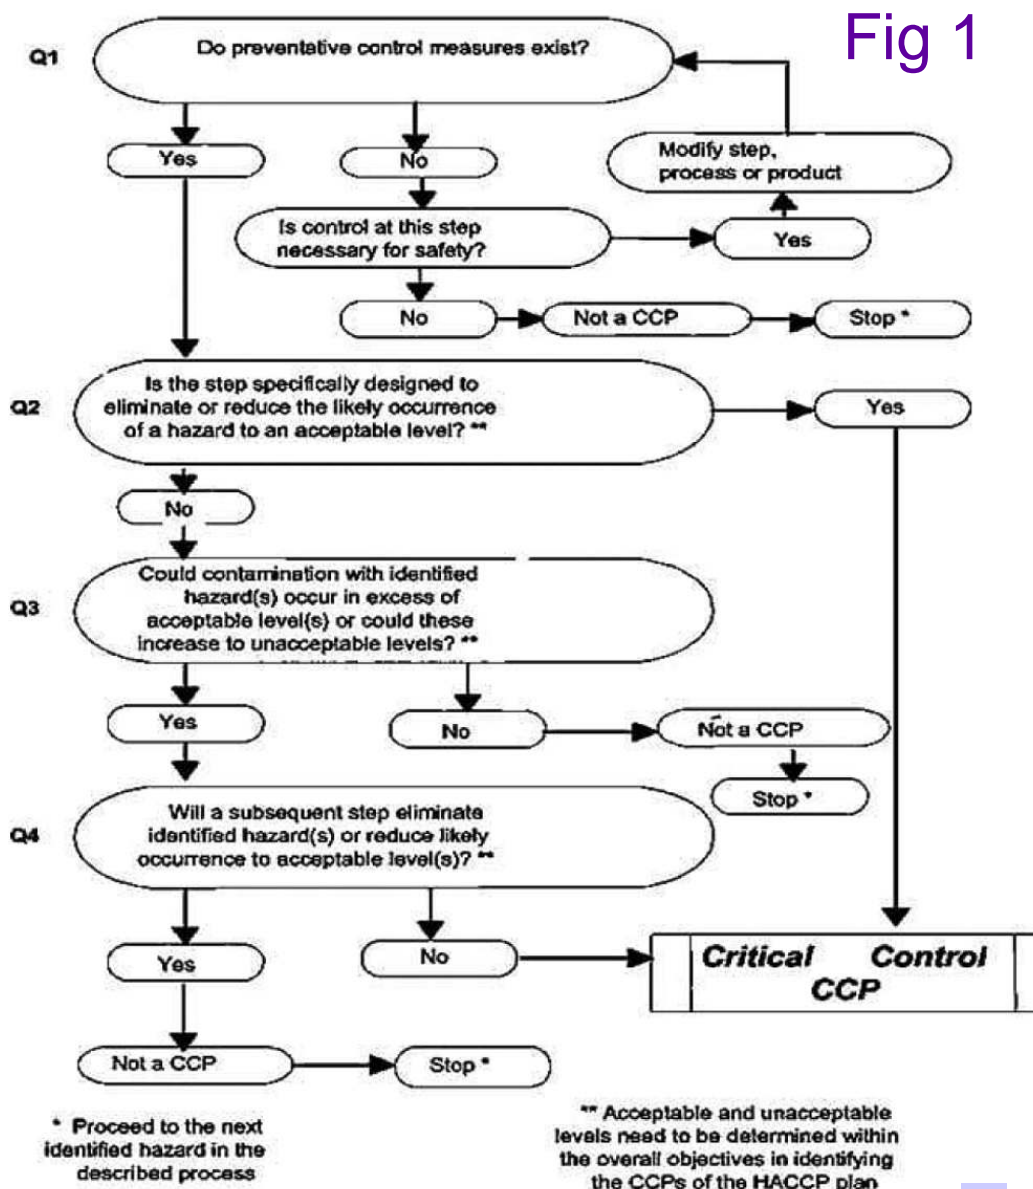 Fig 1
Q1
Do preventative control measures exist?
Yes
No
Modify step,
process or product
Is control at this step
necessary for safety?
Yes
No
Not a CCP
Stop *
Q2
Is the step specifically designed to
eliminate or reduce the likely occurrence
of a hazard to an acceptable level? **
Yes
No
Q3
Could contamination with identified
hazard(s) occur in excess of
acceptable level(s) or could these
increase to unacceptable levels? **
Yes
No
Not a CCP
Stop *
Q4
Will a subsequent step eliminate
identified hazard(s) or reduce likely
occurrence to acceptable level(s)? **
Yes
No
Critical Control
CCP
Not a CCP
Stop *
* Proceed to the next
identified hazard in the
described process
** Acceptable and unacceptable
levels need to be determined within
the overall objectives in identifying
the CCPs of the HACCP plan